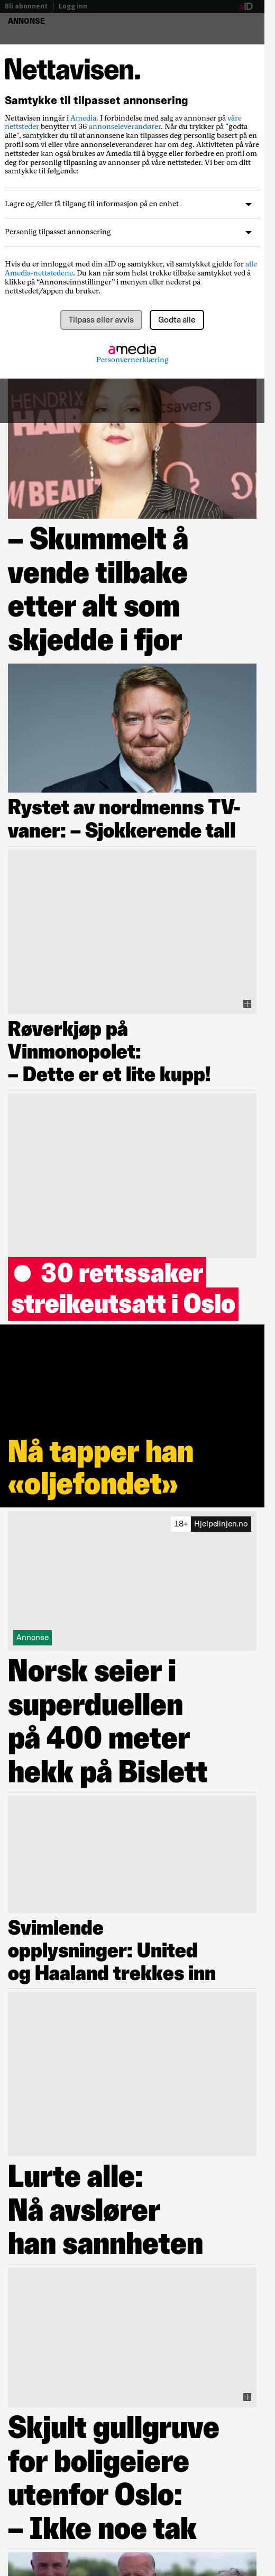 Bli abonnent | Logg inn
aID
ANNONSE
Nettavisen.
Samtykke til tilpasset annonsering
Nettavisen inngår i Amedia. I forbindelse med salg av annonser på våre
nettsteder benytter vi 36 annonseleverandører. Når du trykker på "godta
alle", samtykker du til at annonsene kan tilpasses deg personlig basert på en
profil som vi eller våre annonseleverandører har om deg. Aktiviteten på våre
nettsteder kan også brukes av Amedia til å bygge eller forbedre en profil om
deg for personlig tilpasning av annonser på våre nettsteder. Vi ber om ditt
samtykke til følgende:
Lagre og/eller få tilgang til informasjon på en enhet
Personlig tilpasset annonsering
Hvis du er innlogget med din aID og samtykker, vil samtykket gjelde for alle
Amedia-nettstedene. Du kan når som helst trekke tilbake samtykket ved å
klikke på “Annonseinnstillinger” i menyen eller nederst på
nettstedet/appen du bruker.
Tilpass eller avvis
Godta alle
amedia
Personvernerklæring
HENDRIX
HAIR
M BEAU
– Skummelt å
vende tilbake
etter alt som
skjedde i fjor
Rystet av nordmenns TV-
vaner: – Sjokkerende tall
Røverkjøp på
Vinmonopolet:
– Dette er et lite kupp!
30 rettssaker
streikeutsatt i Oslo
Nå tapper han
«oljefondet»
18+ Hjelpelinjen.no
Annonse
Norsk seier i
superduellen
på 400 meter
hekk på Bislett
Svimlende
opplysninger: United
og Haaland trekkes inn
Lurte alle:
Nå avslører
han sannheten
Skjult gullgruve
for boligeiere
utenfor Oslo:
– Ikke noe tak